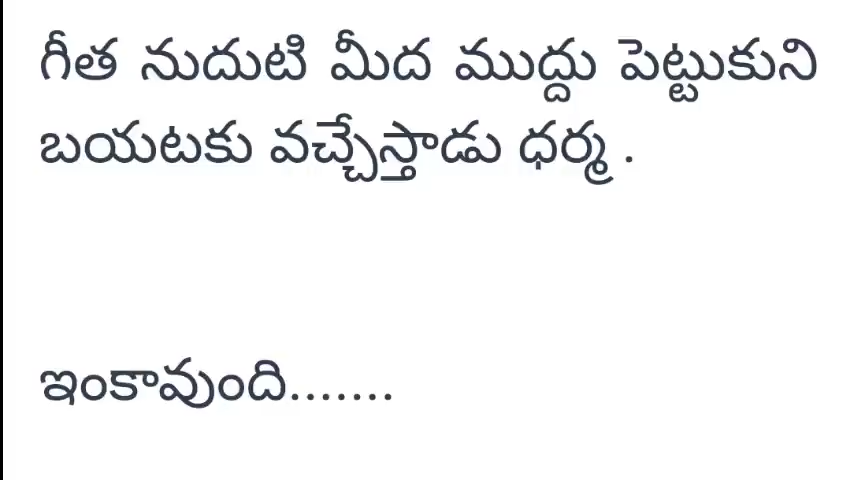 గీత నుదుటి మీద ముద్దు పెట్టుకుని
బయటకు వచ్చేస్తాడు ధర్మ .
ఇంకావుంది.......